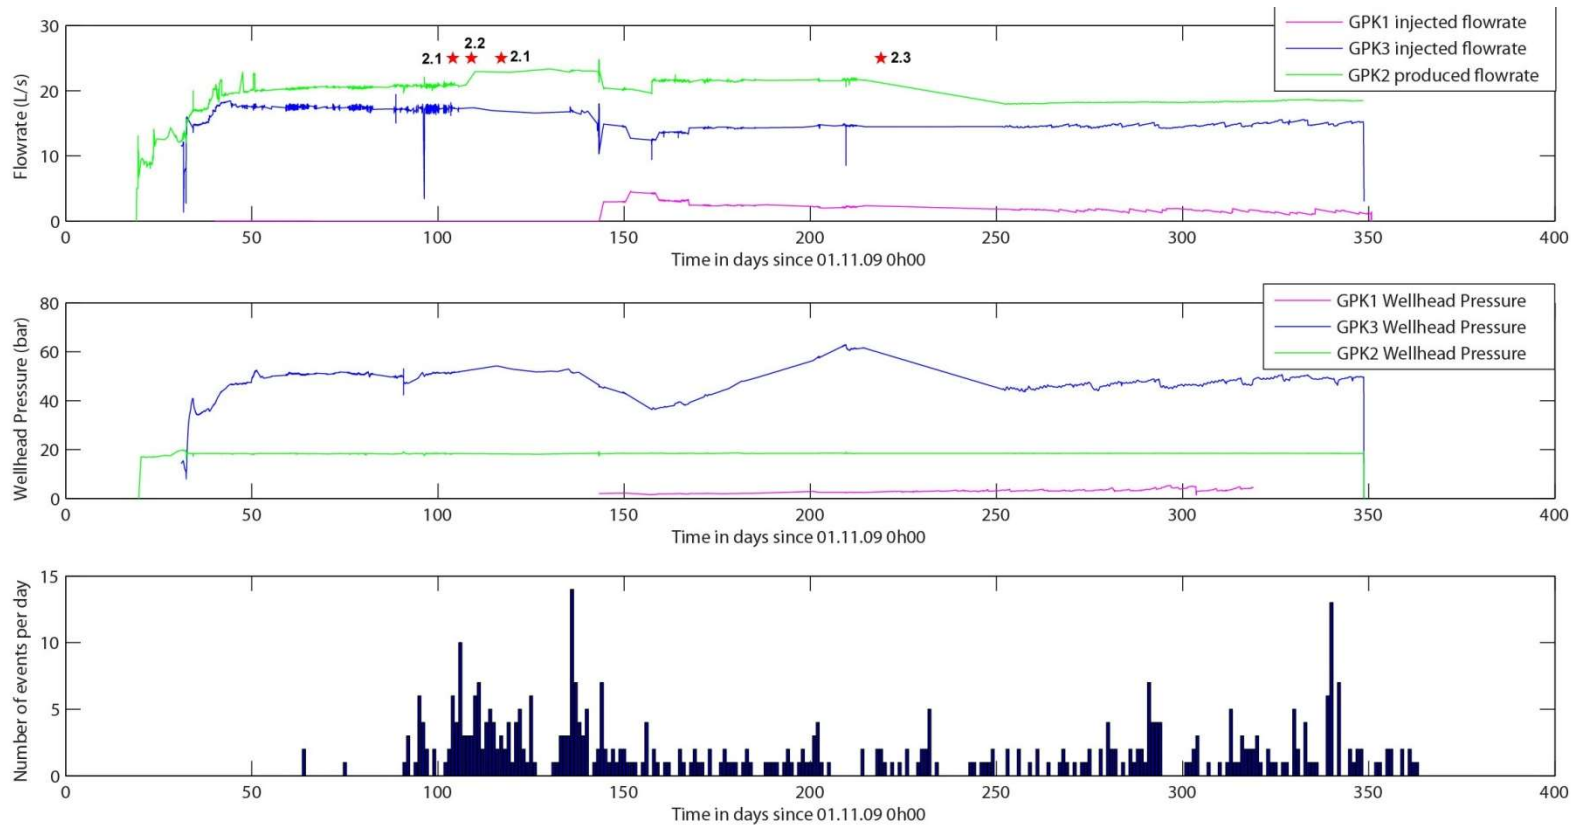 GPK1 injected flowrate
GPK3 injected flowrate
GPK2 produced flowrate
2.1 2.2 2.1 2.3
Flowrate (L/s)
30
20
10
0
0 50 100 150 200 250 300 350 400
Time in days since 01.11.09 0h00
GPK1 Wellhead Pressure
GPK3 Wellhead Pressure
GPK2 Wellhead Pressure
Wellhead Pressure (bar)
80
60
40
20
0
0 50 100 150 200 250 300 350 400
Time in days since 01.11.09 0h00
Number of events per day
15
10
5
0
0 50 100 150 200 250 300 350 400
Time in days since 01.11.09 0h00